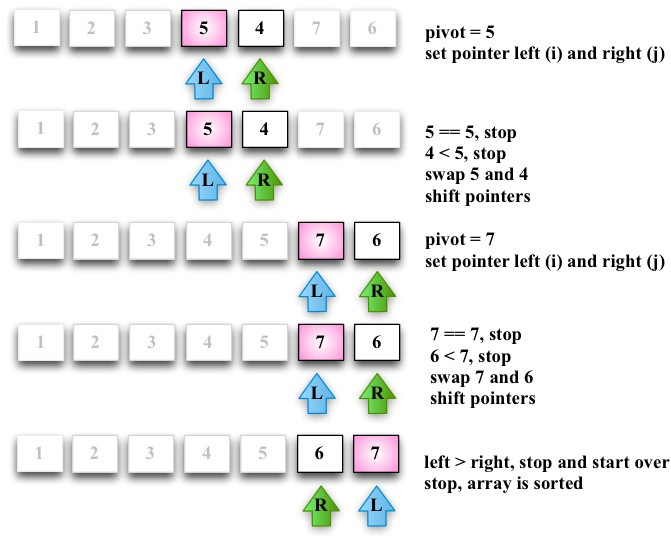 1 2 3 5 4 7 6
pivot = 5
set pointer left (i) and right (j)
L R
1 2 3 5 4 7 6
5 == 5, stop
4 < 5, stop
swap 5 and 4
shift pointers
L R
1 2 3 4 5 7 6
pivot = 7
set pointer left (i) and right (j)
L R
1 2 3 4 5 7 6
7 == 7, stop
6 < 7, stop
swap 7 and 6
shift pointers
L R
1 2 3 4 5 6 7
left > right, stop and start over
stop, array is sorted
R L